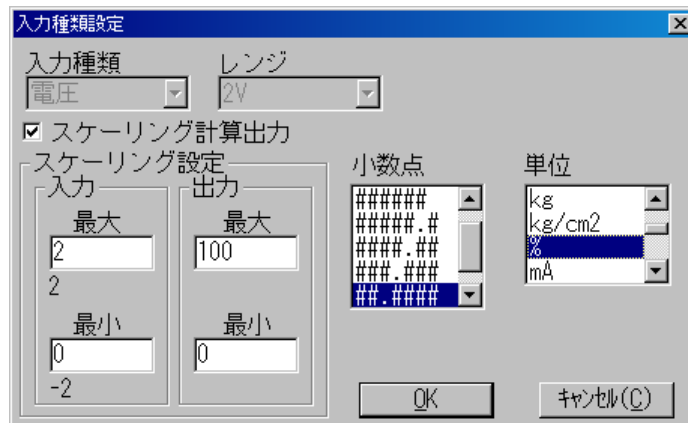 入力種類設定
入力種類 レンジ
電圧 2V
スケーリング計算出力
スケーリング設定
入力 出力
最大 最大
2 100
2
最小 最小
0 0
-2
小数点
######
#####.#
####.##
###.###
##.####
単位
kg
kg/cm2
%
mA
OK キャンセル(C)